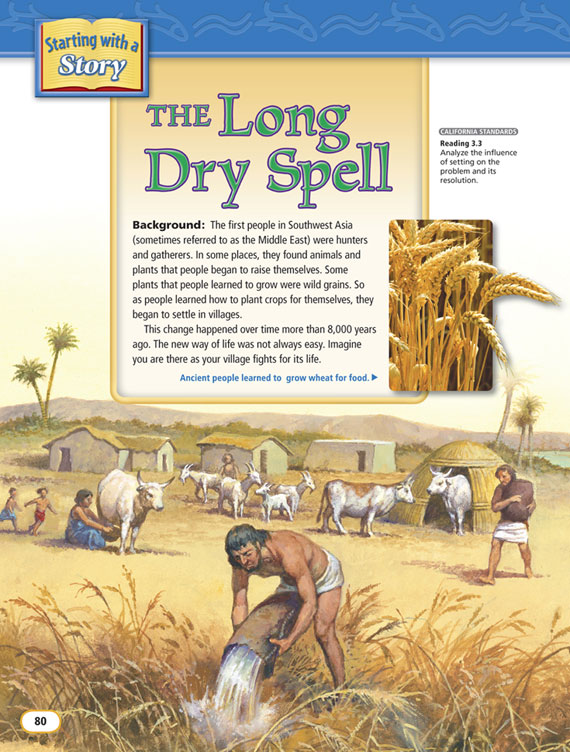 Starting with a
Story
THE Long
Dry Spell
CALIFORNIA STANDARDS
Reading 3.3
Analyze the influence
of setting on the
problem and its
resolution.
Background: The first people in Southwest Asia
(sometimes referred to as the Middle East) were hunters
and gatherers. In some places, they found animals and
plants that people began to raise themselves. Some
plants that people learned to grow were wild grains. So
as people learned how to plant crops for themselves, they
began to settle in villages.
This change happened over time more than 8,000 years
ago. The new way of life was not always easy. Imagine
you are there as your village fights for its life.
Ancient people learned to grow wheat for food.
80